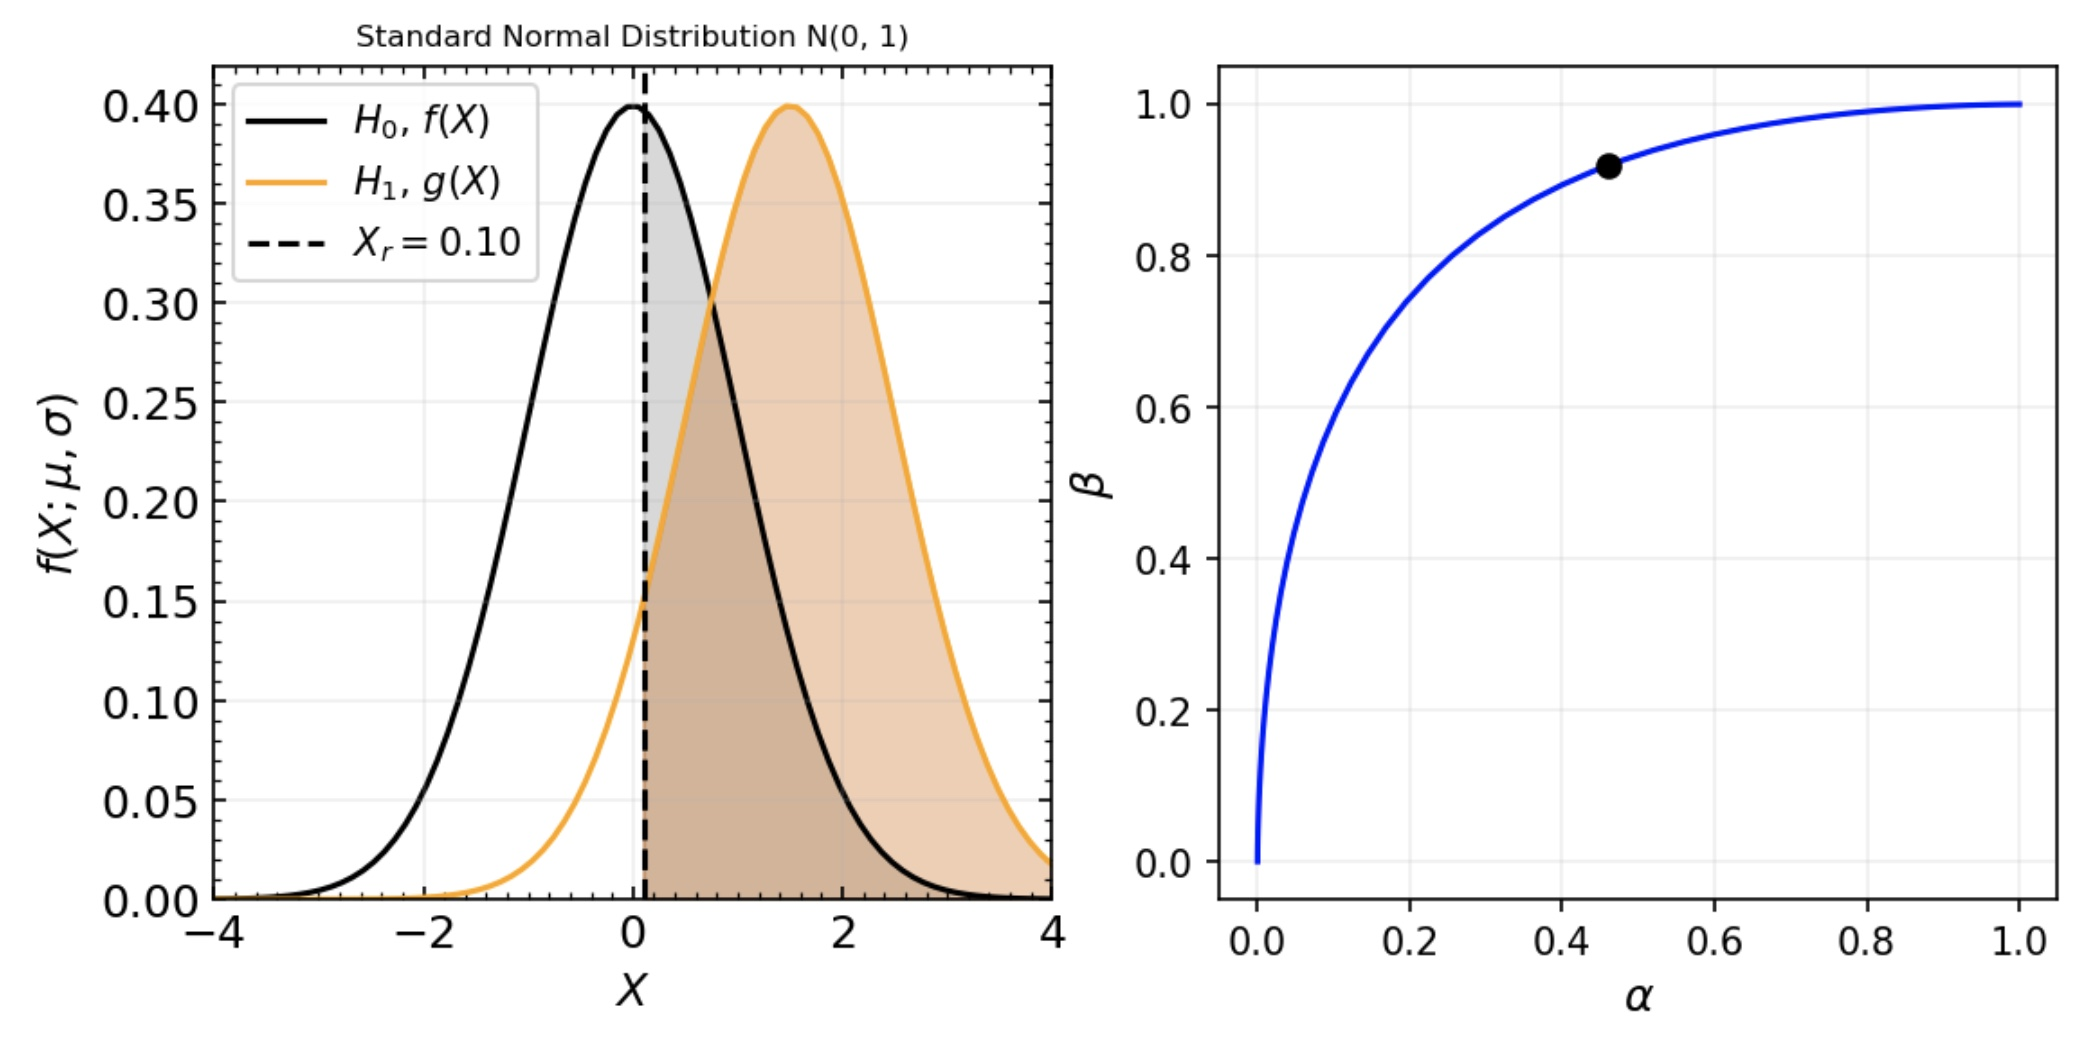 Standard Normal Distribution N(0, 1)
H₀, f(X)
H₁, g(X)
Xᵣ = 0.10
f(X; μ, σ)
0.40
0.35
0.30
0.25
0.20
0.15
0.10
0.05
0.00
−4 −2 0 2 4
X
β
1.0
0.8
0.6
0.4
0.2
0.0
0.0 0.2 0.4 0.6 0.8 1.0
α